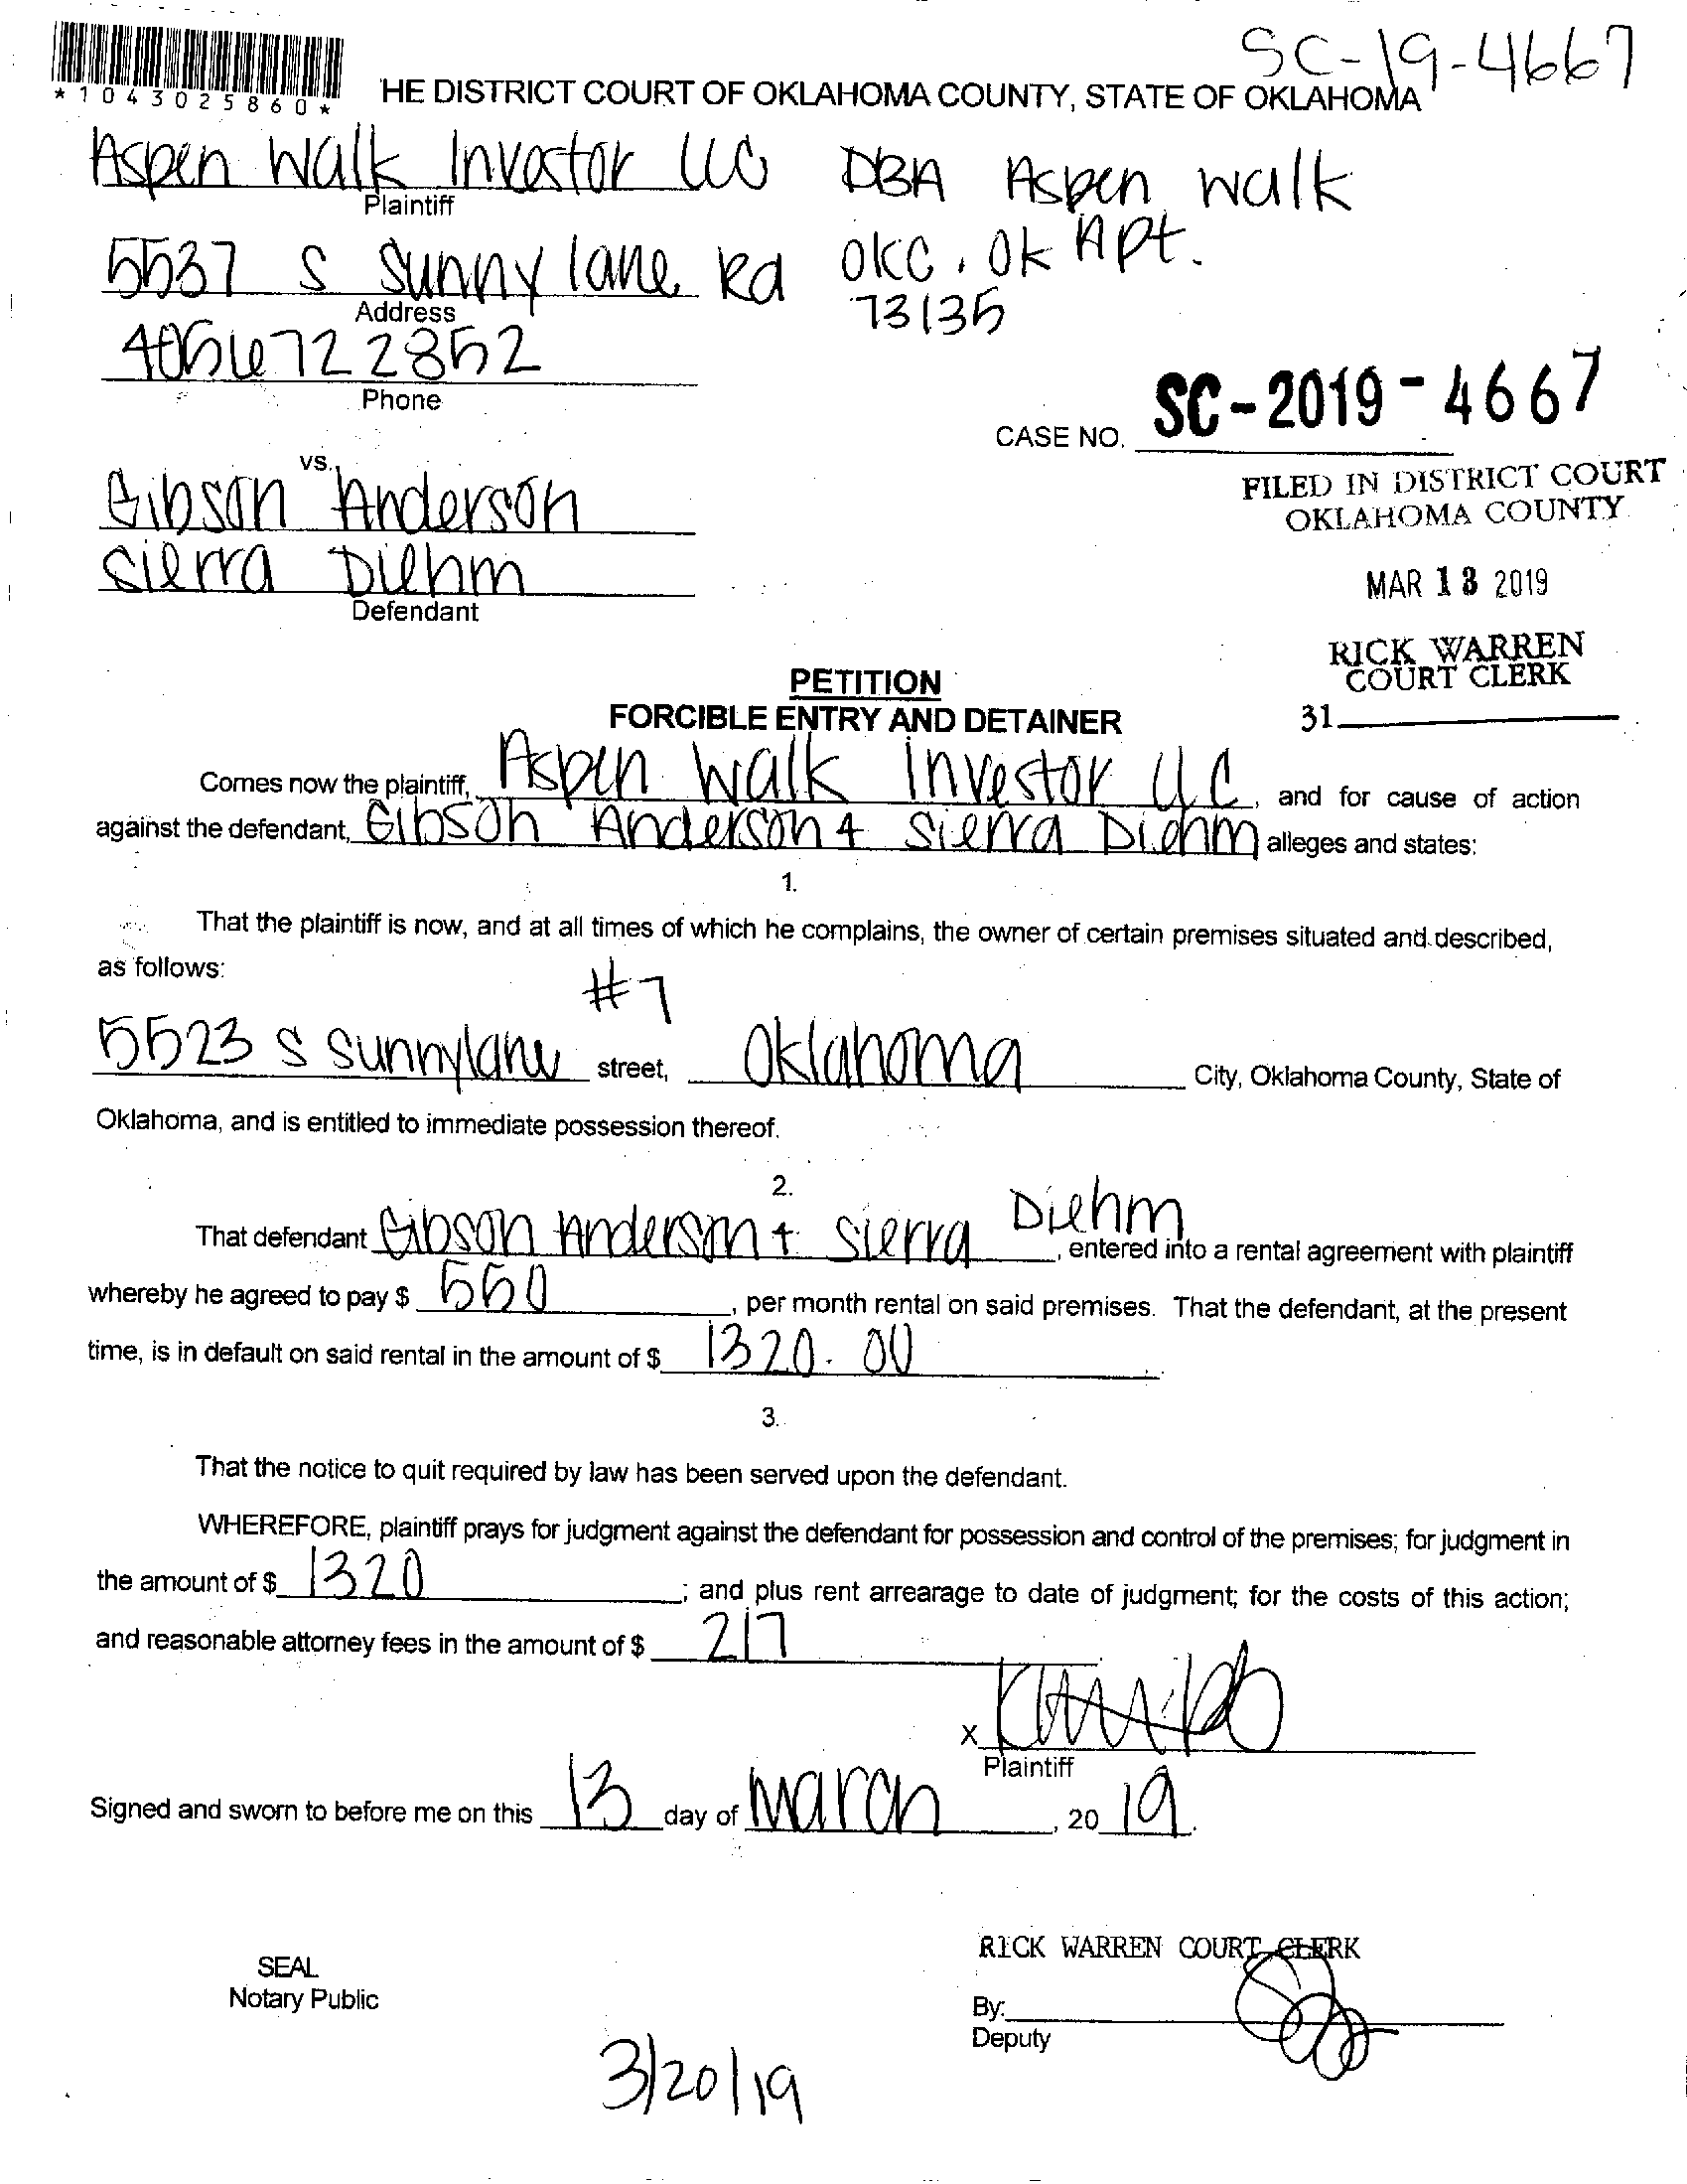 SC-19-4667
*1043025860*
HE DISTRICT COURT OF OKLAHOMA COUNTY, STATE OF OKLAHOMA
Aspen Walk Investor LLC DBA Aspen Walk
Plaintiff
5537 S Sunny lane Rd OKC, OK Apt.
Address
73135
4056722852
Phone
CASE NO. SC-2019-4667
vs.
Gibson Anderson
FILED IN DISTRICT COURT
OKLAHOMA COUNTY
Sierra Diehm
Defendant
MAR 13 2019
RICK WARREN
COURT CLERK
31
PETITION
FORCIBLE ENTRY AND DETAINER
Comes now the plaintiff, Aspen Walk Investor LLC, and for cause of action
against the defendant, Gibson Anderson + Sierra Diehm alleges and states:
1.
That the plaintiff is now, and at all times of which he complains, the owner of certain premises situated and described,
as follows:
#7
5523 S Sunnylane street, Oklahoma City, Oklahoma County, State of
Oklahoma, and is entitled to immediate possession thereof.
2.
That defendant Gibson Anderson + Sierra Diehm, entered into a rental agreement with plaintiff
whereby he agreed to pay $ 550, per month rental on said premises. That the defendant, at the present
time, is in default on said rental in the amount of $ 1320.00.
3.
That the notice to quit required by law has been served upon the defendant.
WHEREFORE, plaintiff prays for judgment against the defendant for possession and control of the premises; for judgment in
the amount of $ 1320; and plus rent arrearage to date of judgment; for the costs of this action;
and reasonable attorney fees in the amount of $ 217
X
Plaintiff
Signed and sworn to before me on this 13 day of March, 20 19.
RICK WARREN COURT CLERK
SEAL
Notary Public
By:
Deputy
3/20/19